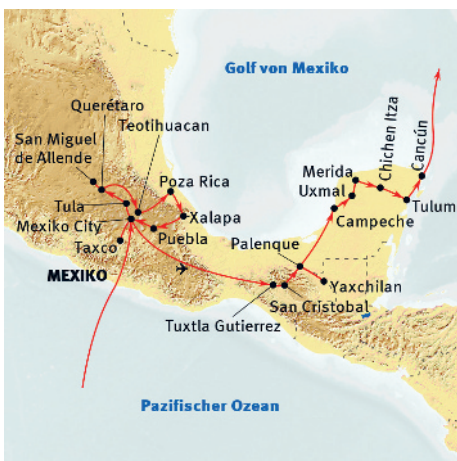 Golf von Mexiko
Querétaro
Teotihuacan
San Miguel
de Allende
Poza Rica
Tula
Mexiko City
Xalapa
Taxco
Puebla
MEXIKO
Merida
Uxmal
Chichen Itza
Cancún
Tulum
Campeche
Palenque
Yaxchilan
San Cristobal
Tuxtla Gutierrez
Pazifischer Ozean